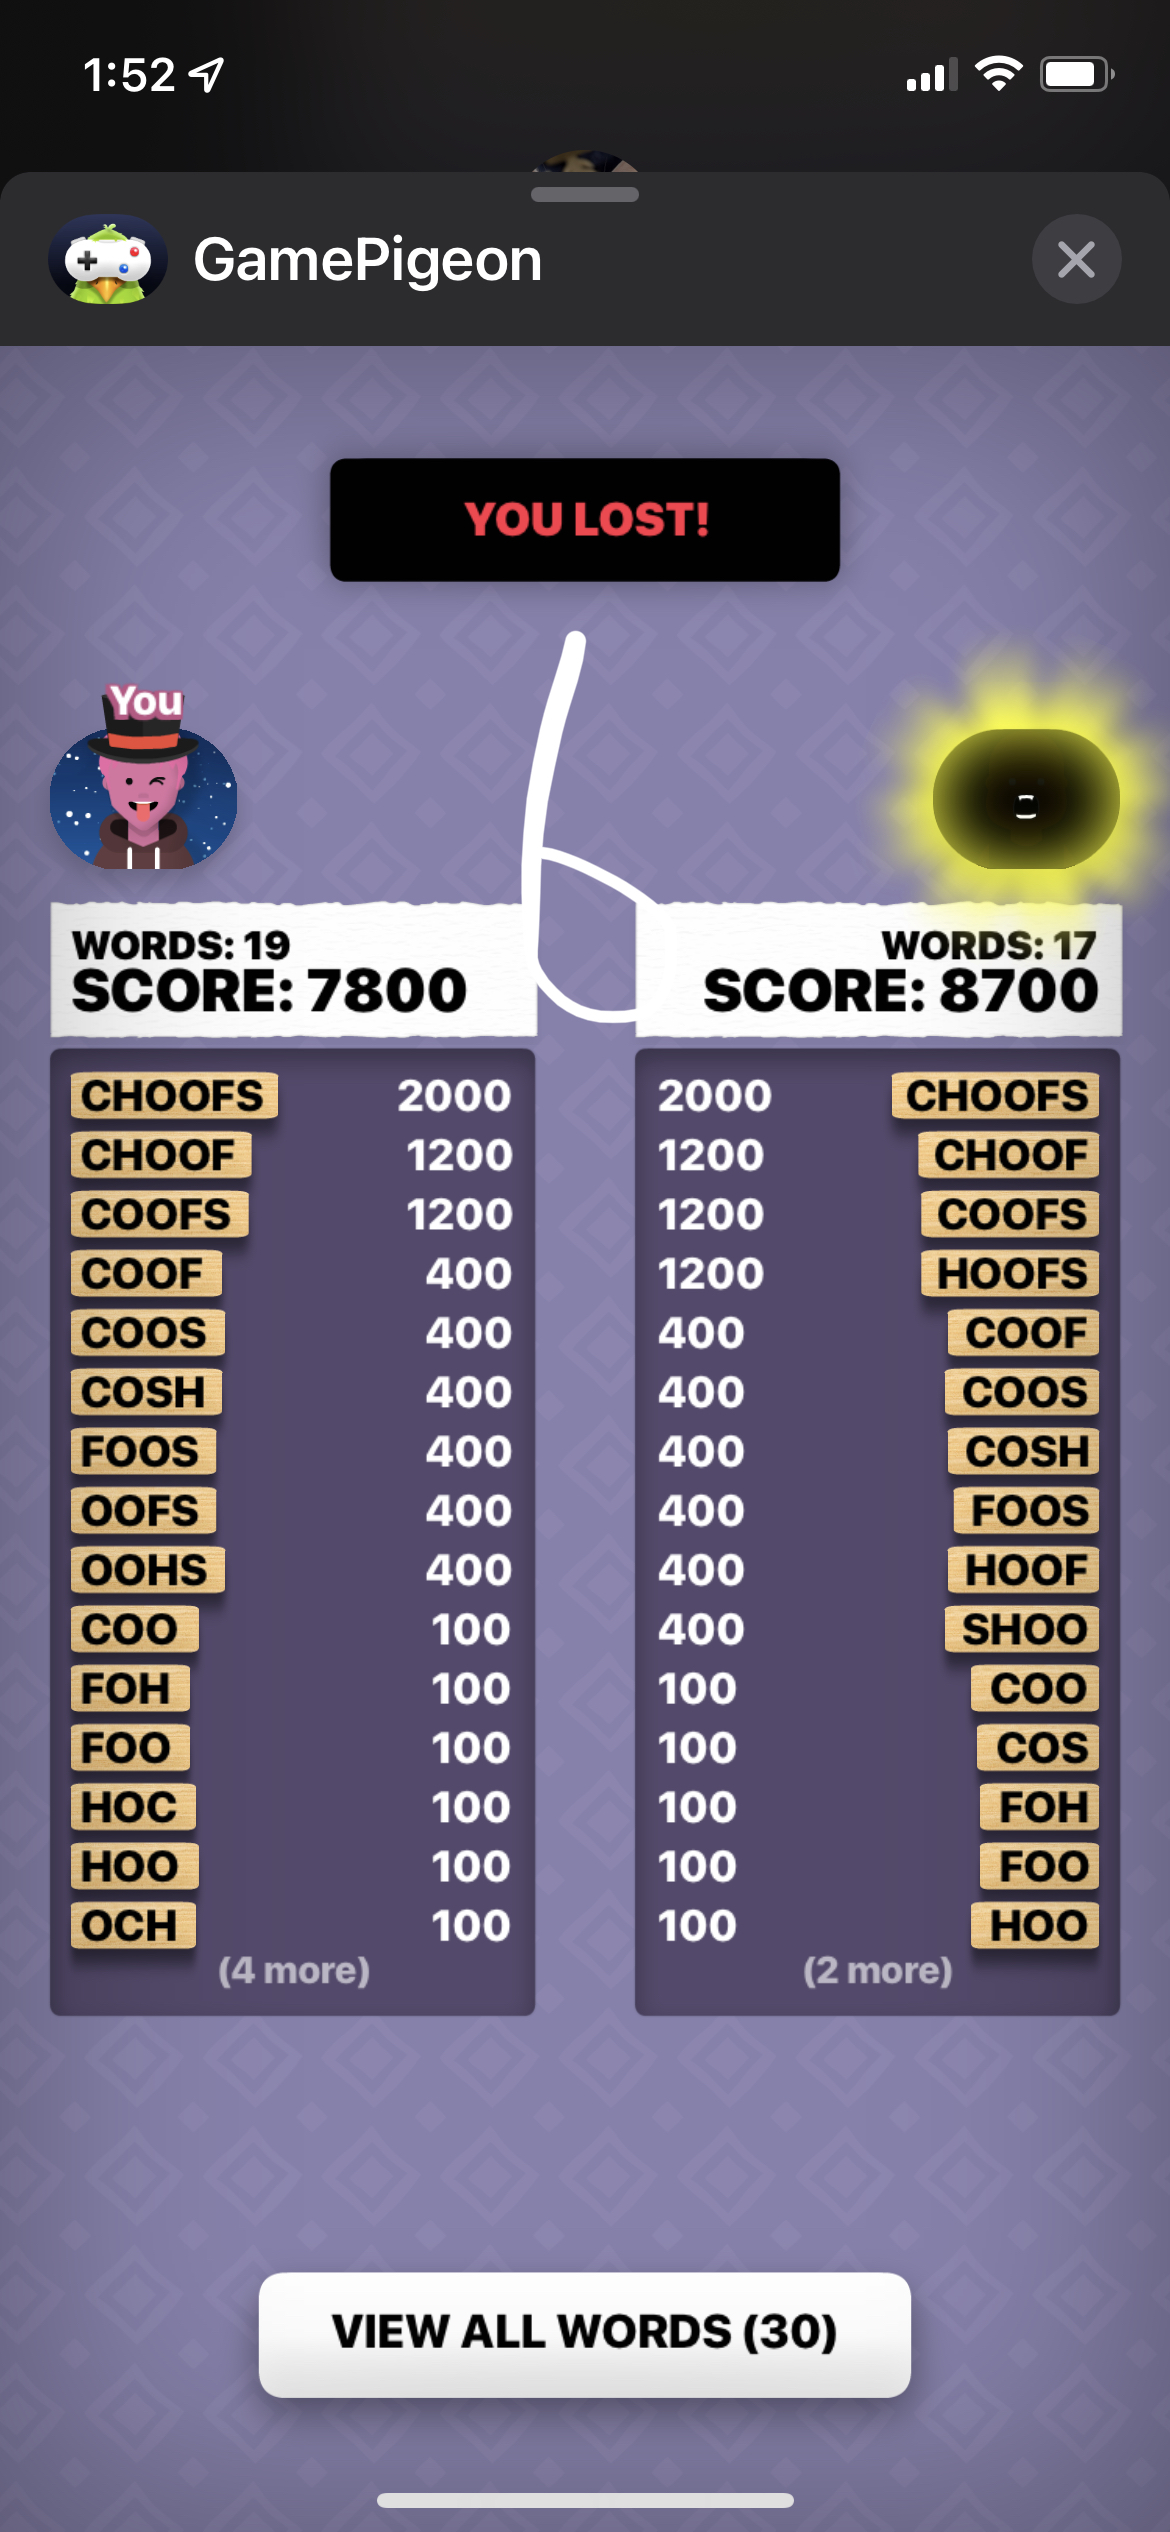 1:52
GamePigeon
YOU LOST!
You
WORDS: 19
SCORE: 7800
WORDS: 17
SCORE: 8700
CHOOFS 2000
CHOOF 1200
COOFS 1200
COOF 400
COOS 400
COSH 400
FOOS 400
OOFS 400
OOHS 400
COO 100
FOH 100
FOO 100
HOC 100
HOO 100
OCH 100
(4 more)
2000 CHOOFS
1200 CHOOF
1200 COOFS
1200 HOOFS
400 COOF
400 COOS
400 COSH
400 FOOS
400 HOOF
400 SHOO
100 COO
100 COS
100 FOH
100 FOO
100 HOO
(2 more)
VIEW ALL WORDS (30)